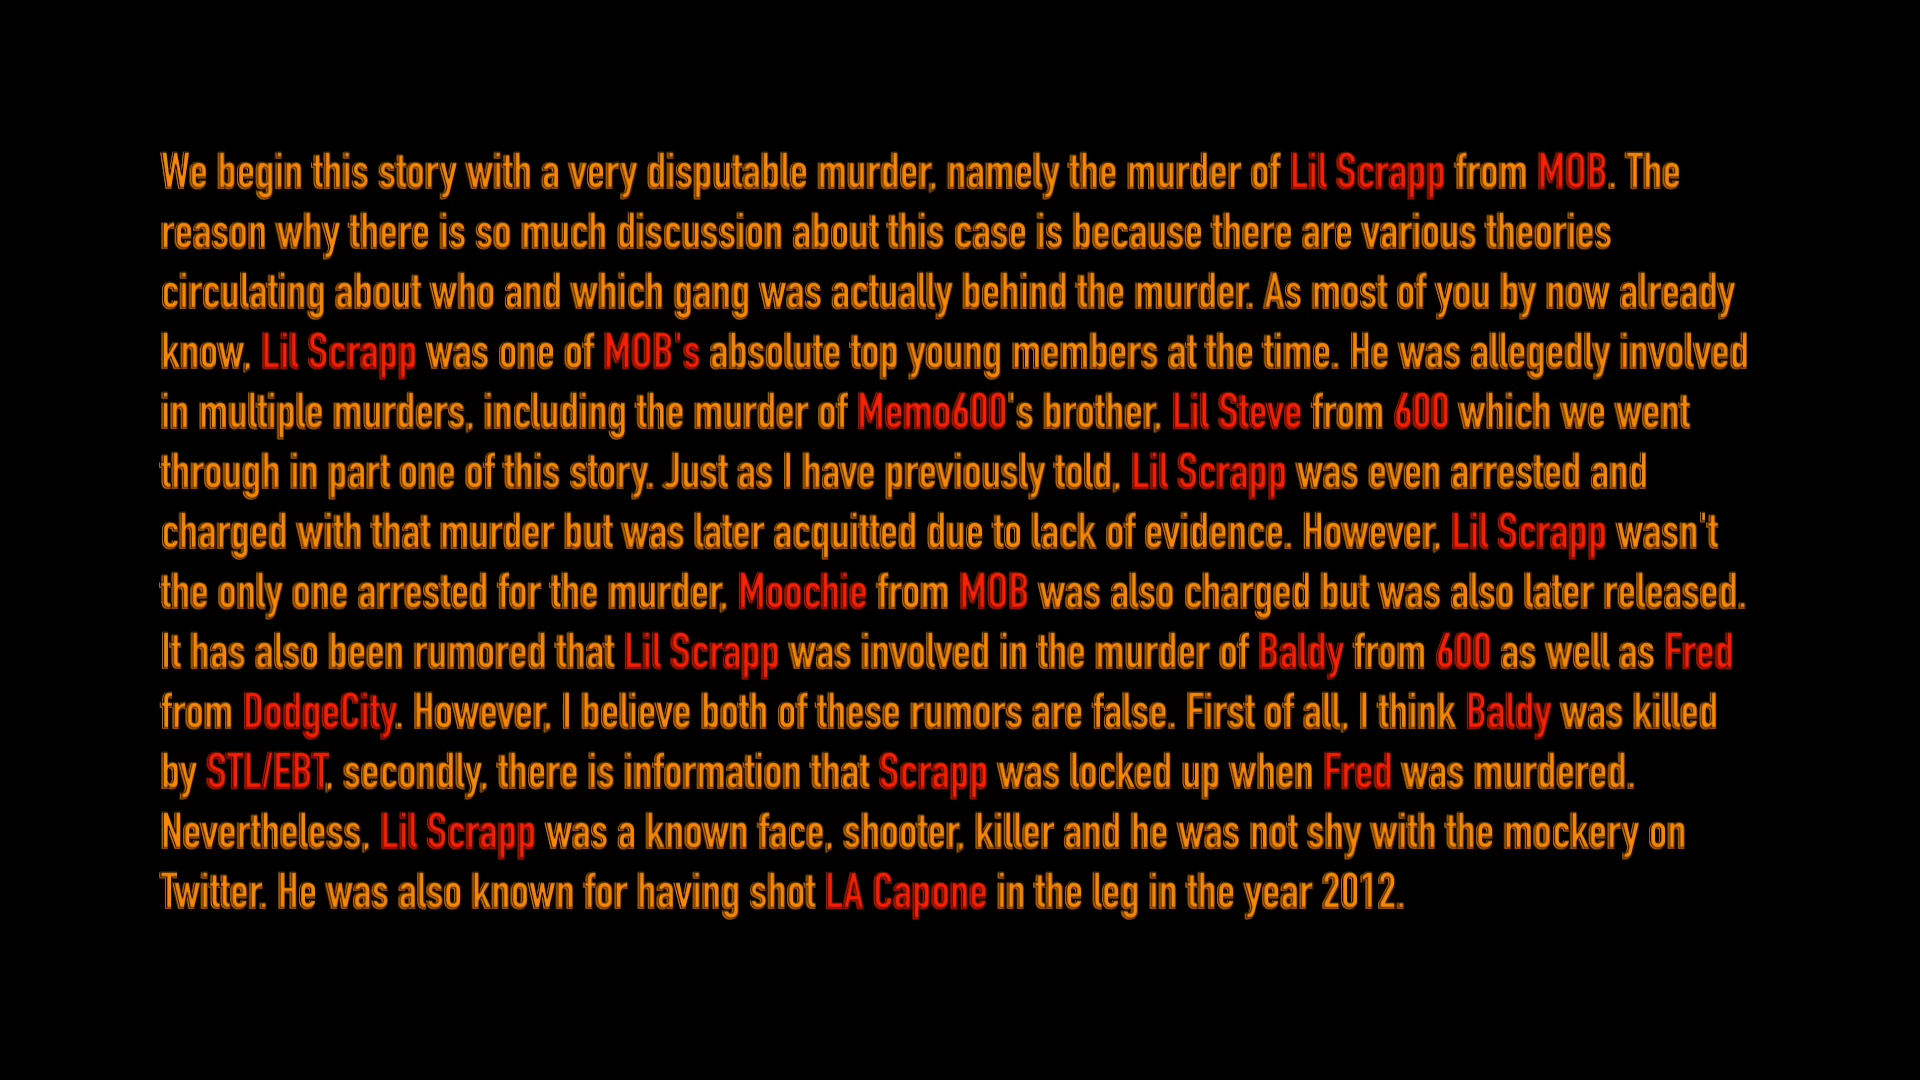 We begin this story with a very disputable murder, namely the murder of Lil Scrapp from MOB. The
reason why there is so much discussion about this case is because there are various theories
circulating about who and which gang was actually behind the murder. As most of you by now already
know, Lil Scrapp was one of MOB's absolute top young members at the time. He was allegedly involved
in multiple murders, including the murder of Memo600's brother, Lil Steve from 600 which we went
through in part one of this story. Just as I have previously told, Lil Scrapp was even arrested and
charged with that murder but was later acquitted due to lack of evidence. However, Lil Scrapp wasn't
the only one arrested for the murder, Moochie from MOB was also charged but was also later released.
It has also been rumored that Lil Scrapp was involved in the murder of Baldy from 600 as well as Fred
from DodgeCity. However, I believe both of these rumors are false. First of all, I think Baldy was killed
by STL/EBT, secondly, there is information that Scrapp was locked up when Fred was murdered.
Nevertheless, Lil Scrapp was a known face, shooter, killer and he was not shy with the mockery on
Twitter. He was also known for having shot LA Capone in the leg in the year 2012.